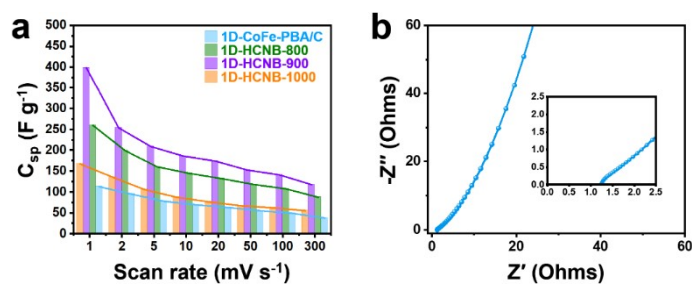 a
500
450
400
350
300
250
200
150
100
50
0
C_sp (F g⁻¹)
1D-CoFe-PBA/C
1D-HCNB-800
1D-HCNB-900
1D-HCNB-1000
1 2 5 10 20 50 100 300
Scan rate (mV s⁻¹)
b
60
40
20
0
-Z″ (Ohms)
2.5
2.0
1.5
1.0
0.5
0.0
0.0 0.5 1.0 1.5 2.0 2.5
0 20 40 60
Z′ (Ohms)